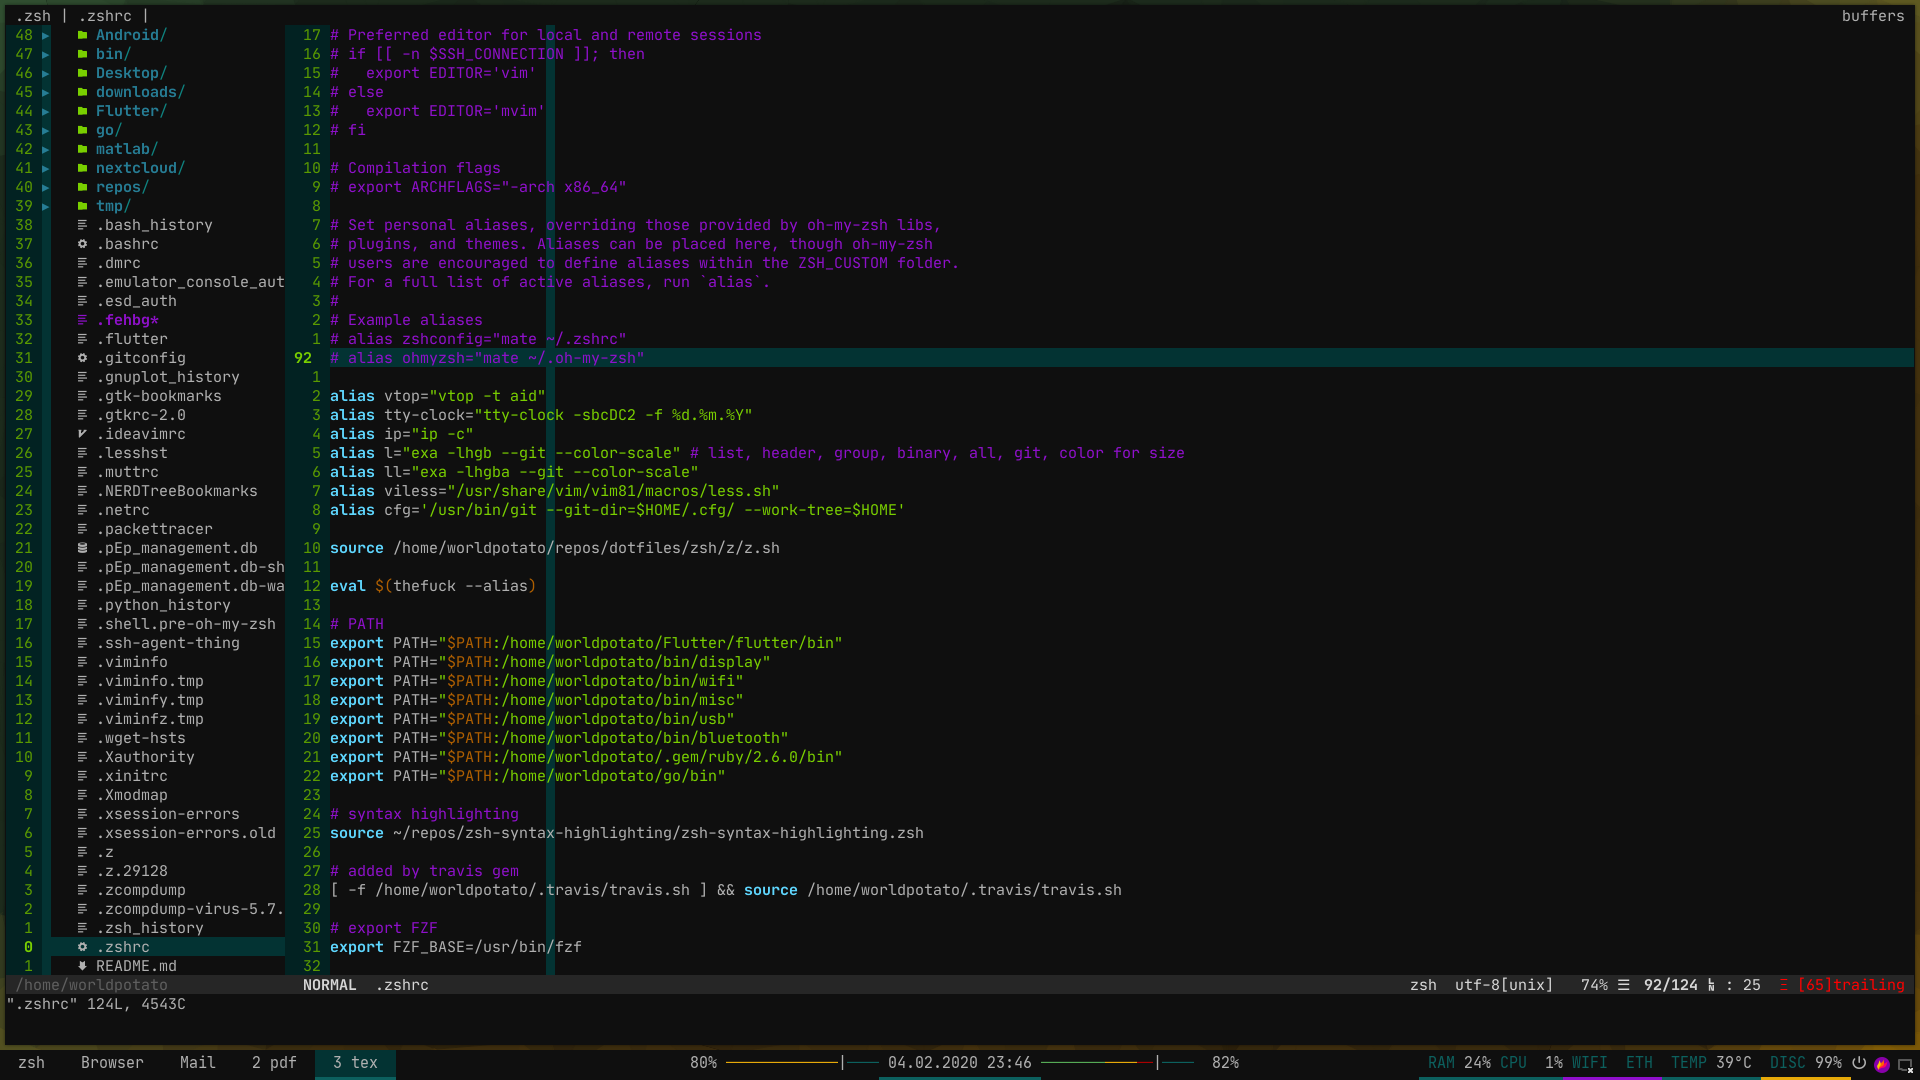 .zsh | .zshrc |
buffers
48 ▸ Android/
47 ▸ bin/
46 ▸ Desktop/
45 ▸ downloads/
44 ▸ Flutter/
43 ▸ go/
42 ▸ matlab/
41 ▸ nextcloud/
40 ▸ repos/
39 ▸ tmp/
38 .bash_history
37 .bashrc
36 .dmrc
35 .emulator_console_aut
34 .esd_auth
33 .fehbg*
32 .flutter
31 .gitconfig
30 .gnuplot_history
29 .gtk-bookmarks
28 .gtkrc-2.0
27 .ideavimrc
26 .lesshst
25 .muttrc
24 .NERDTreeBookmarks
23 .netrc
22 .packettracer
21 .pEp_management.db
20 .pEp_management.db-sh
19 .pEp_management.db-wa
18 .python_history
17 .shell.pre-oh-my-zsh
16 .ssh-agent-thing
15 .viminfo
14 .viminfo.tmp
13 .viminfy.tmp
12 .viminfz.tmp
11 .wget-hsts
10 .Xauthority
9 .xinitrc
8 .Xmodmap
7 .xsession-errors
6 .xsession-errors.old
5 .z
4 .z.29128
3 .zcompdump
2 .zcompdump-virus-5.7.
1 .zsh_history
0 .zshrc
1 README.md
/home/worldpotato
17 # Preferred editor for local and remote sessions
16 # if [[ -n $SSH_CONNECTION ]]; then
15 #   export EDITOR='vim'
14 # else
13 #   export EDITOR='mvim'
12 # fi
11
10 # Compilation flags
9 # export ARCHFLAGS="-arch x86_64"
8
7 # Set personal aliases, overriding those provided by oh-my-zsh libs,
6 # plugins, and themes. Aliases can be placed here, though oh-my-zsh
5 # users are encouraged to define aliases within the ZSH_CUSTOM folder.
4 # For a full list of active aliases, run `alias`.
3 #
2 # Example aliases
1 # alias zshconfig="mate ~/.zshrc"
92 # alias ohmyzsh="mate ~/.oh-my-zsh"
1
2 alias vtop="vtop -t aid"
3 alias tty-clock="tty-clock -sbcDC2 -f %d.%m.%Y"
4 alias ip="ip -c"
5 alias l="exa -lhgb --git --color-scale" # list, header, group, binary, all, git, color for size
6 alias ll="exa -lhgba --git --color-scale"
7 alias viless="/usr/share/vim/vim81/macros/less.sh"
8 alias cfg='/usr/bin/git --git-dir=$HOME/.cfg/ --work-tree=$HOME'
9
10 source /home/worldpotato/repos/dotfiles/zsh/z/z.sh
11
12 eval $(thefuck --alias)
13
14 # PATH
15 export PATH="$PATH:/home/worldpotato/Flutter/flutter/bin"
16 export PATH="$PATH:/home/worldpotato/bin/display"
17 export PATH="$PATH:/home/worldpotato/bin/wifi"
18 export PATH="$PATH:/home/worldpotato/bin/misc"
19 export PATH="$PATH:/home/worldpotato/bin/usb"
20 export PATH="$PATH:/home/worldpotato/bin/bluetooth"
21 export PATH="$PATH:/home/worldpotato/.gem/ruby/2.6.0/bin"
22 export PATH="$PATH:/home/worldpotato/go/bin"
23
24 # syntax highlighting
25 source ~/repos/zsh-syntax-highlighting/zsh-syntax-highlighting.zsh
26
27 # added by travis gem
28 [ -f /home/worldpotato/.travis/travis.sh ] && source /home/worldpotato/.travis/travis.sh
29
30 # export FZF
31 export FZF_BASE=/usr/bin/fzf
32
NORMAL .zshrc
zsh utf-8[unix] 74% ☰ 92/124 ㏑ : 25 Ξ [65]trailing
".zshrc" 124L, 4543C
zsh Browser Mail 2 pdf 3 tex
80% 04.02.2020 23:46 82%
RAM 24% CPU 1% WIFI ETH TEMP 39°C DISC 99%